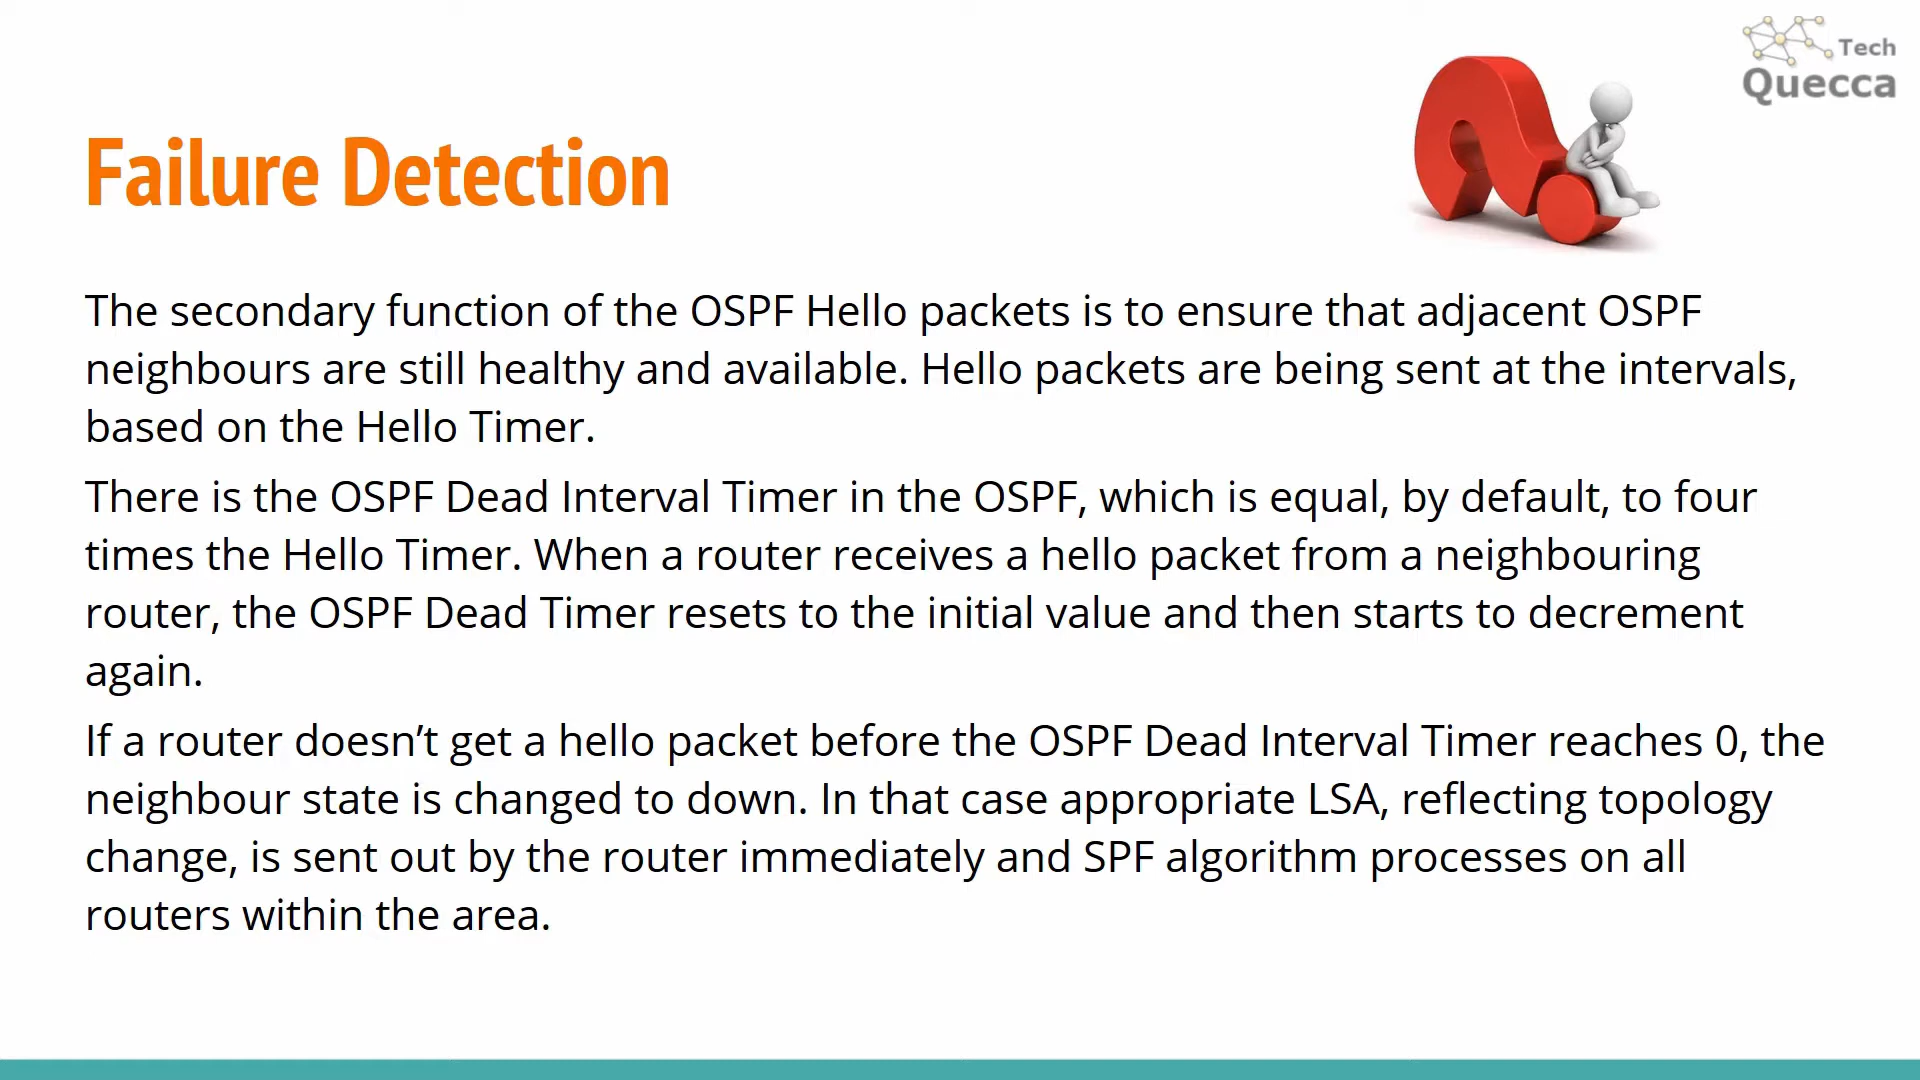 Tech
Quecca
Failure Detection
The secondary function of the OSPF Hello packets is to ensure that adjacent OSPF
neighbours are still healthy and available. Hello packets are being sent at the intervals,
based on the Hello Timer.
There is the OSPF Dead Interval Timer in the OSPF, which is equal, by default, to four
times the Hello Timer. When a router receives a hello packet from a neighbouring
router, the OSPF Dead Timer resets to the initial value and then starts to decrement
again.
If a router doesn’t get a hello packet before the OSPF Dead Interval Timer reaches 0, the
neighbour state is changed to down. In that case appropriate LSA, reflecting topology
change, is sent out by the router immediately and SPF algorithm processes on all
routers within the area.